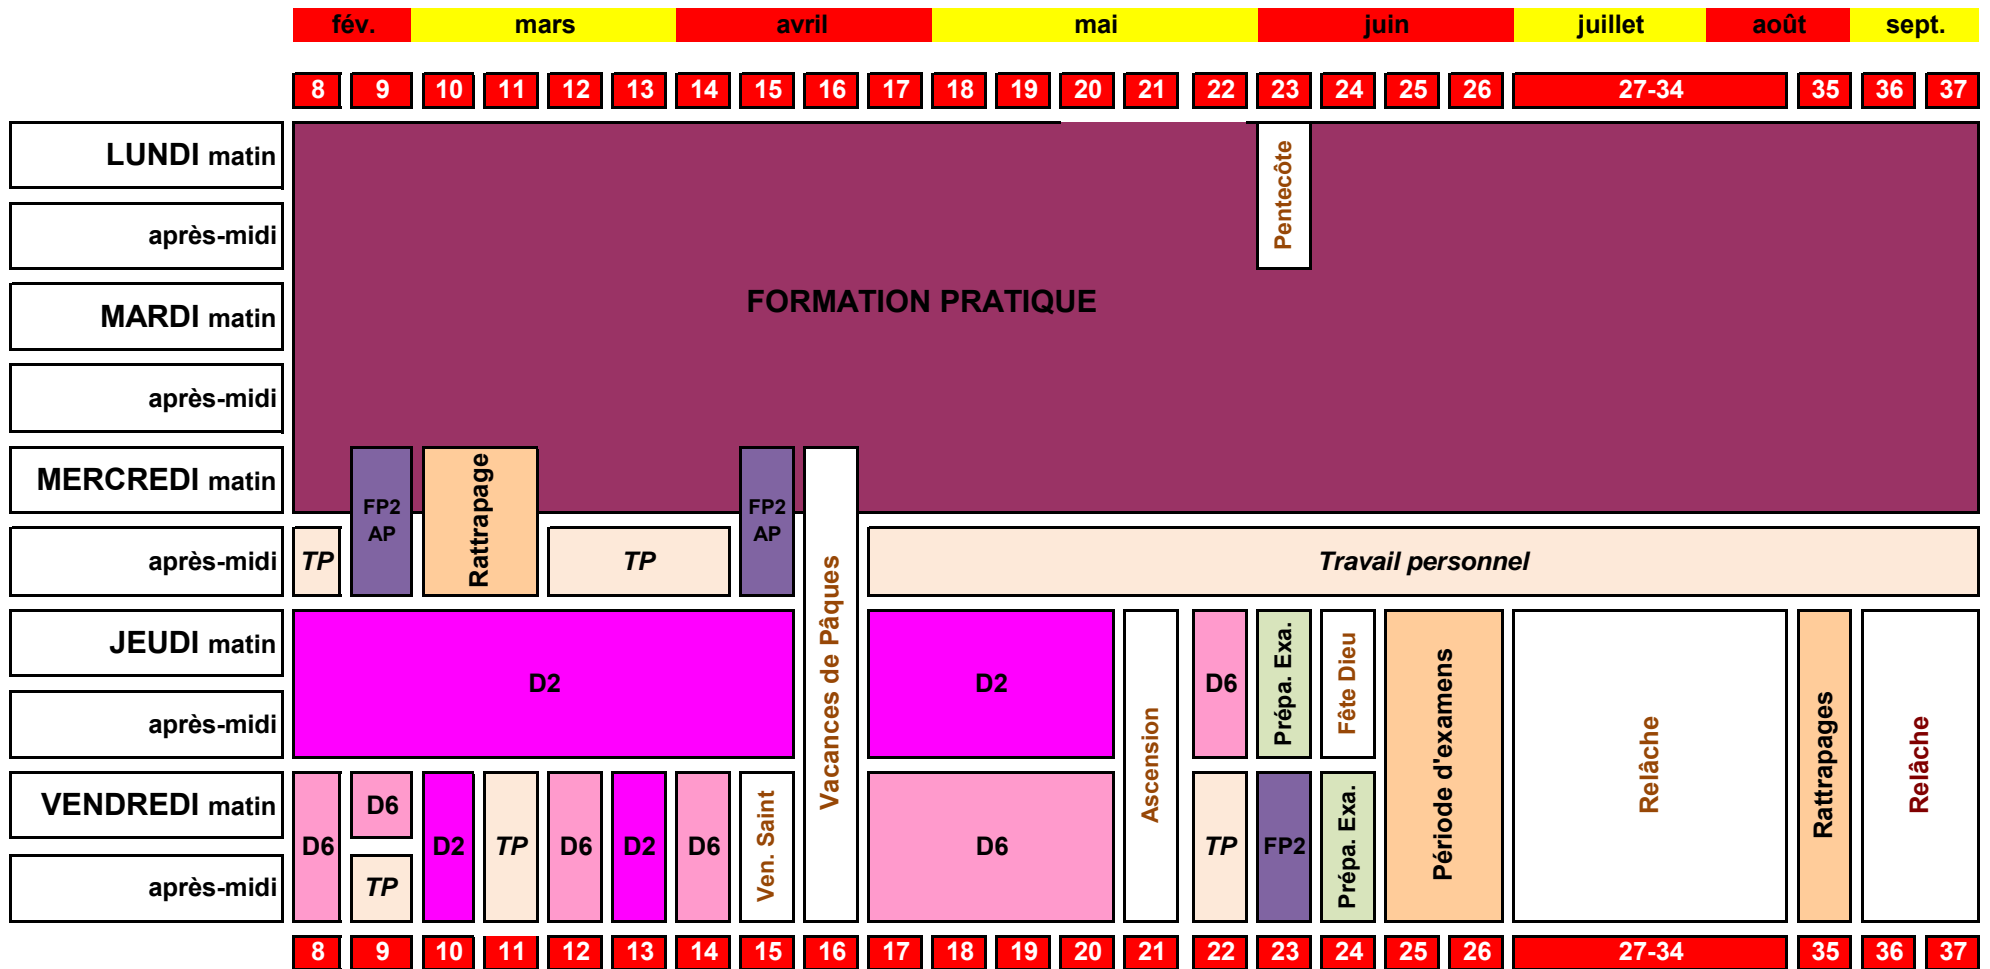 fév. mars avril mai juin juillet août sept.
8 9 10 11 12 13 14 15 16 17 18 19 20 21 22 23 24 25 26 27-34 35 36 37
LUNDI matin
après-midi
Pentecôte
MARDI matin
FORMATION PRATIQUE
après-midi
MERCREDI matin
FP2
AP
Rattrapage
FP2
AP
Vacances de Pâques
après-midi
TP
TP
Travail personnel
JEUDI matin
D2
D2
Ascension
D6
Prépa. Exa.
Fête Dieu
Période d'examens
Relâche
Rattrapages
Relâche
après-midi
VENDREDI matin
D6
D6
D2
TP
D6
D2
D6
Ven. Saint
D6
TP
FP2
Prépa. Exa.
après-midi
TP
8 9 10 11 12 13 14 15 16 17 18 19 20 21 22 23 24 25 26 27-34 35 36 37